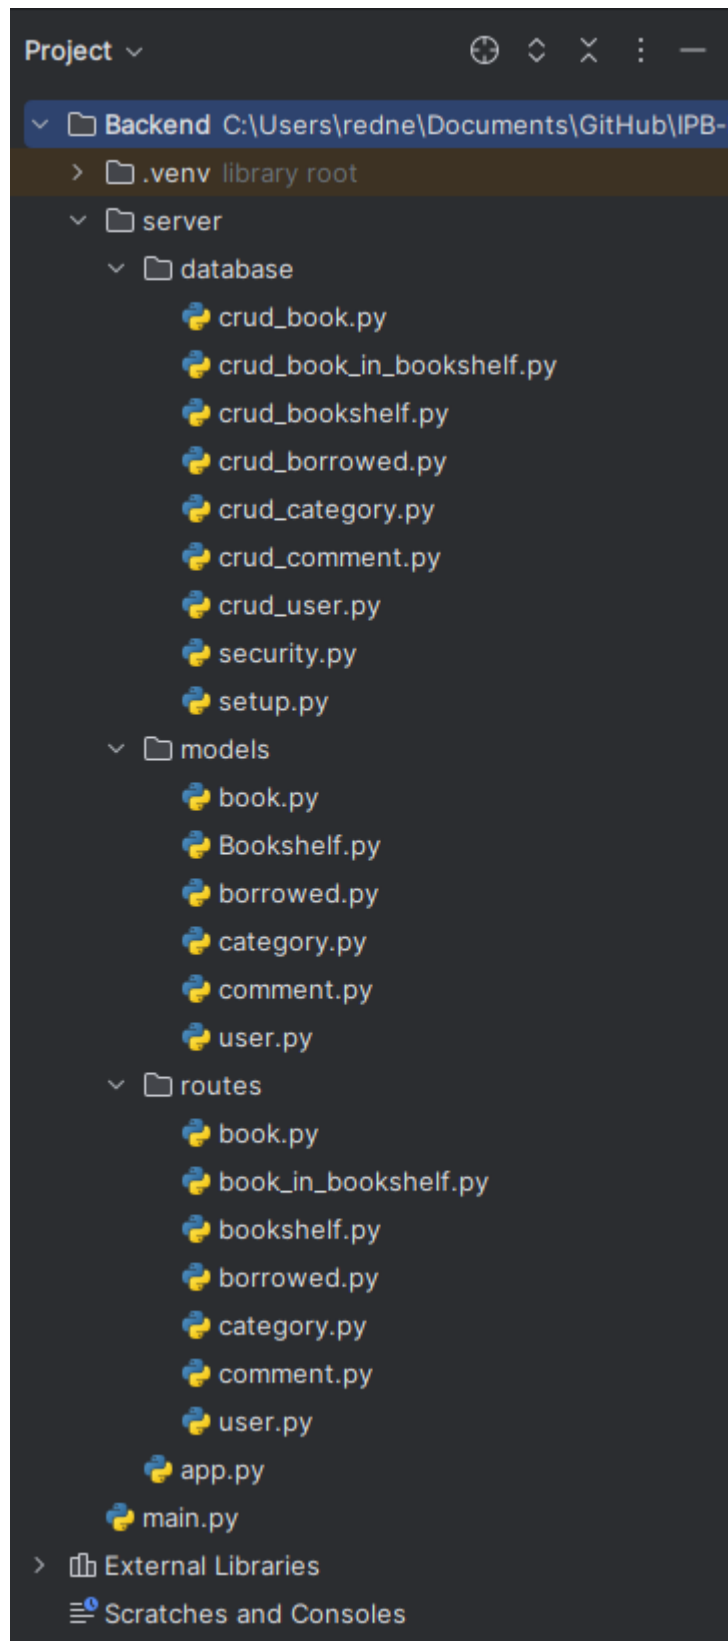 Project
Backend C:\Users\redne\Documents\GitHub\IPB-
.venv library root
server
database
crud_book.py
crud_book_in_bookshelf.py
crud_bookshelf.py
crud_borrowed.py
crud_category.py
crud_comment.py
crud_user.py
security.py
setup.py
models
book.py
Bookshelf.py
borrowed.py
category.py
comment.py
user.py
routes
book.py
book_in_bookshelf.py
bookshelf.py
borrowed.py
category.py
comment.py
user.py
app.py
main.py
External Libraries
Scratches and Consoles